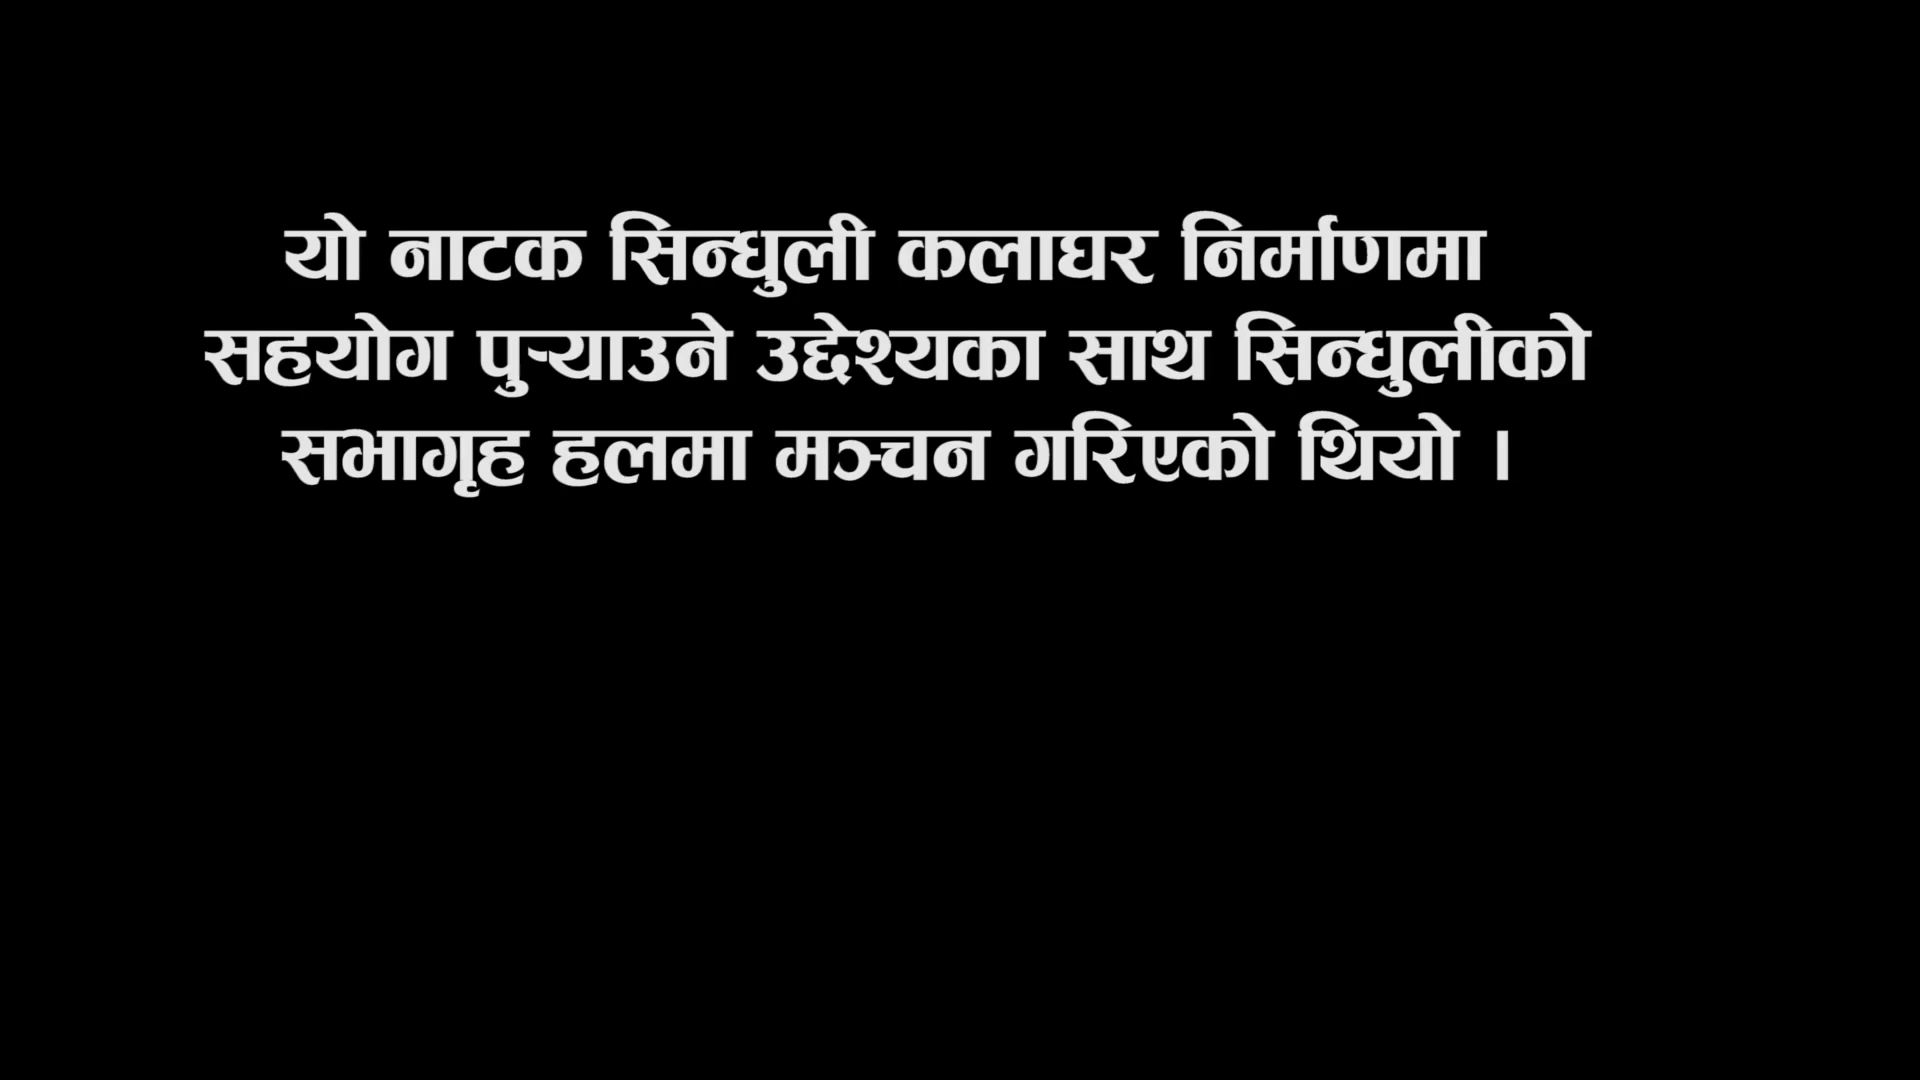 यो नाटक सिन्धुली कलाघर निर्माणमा
सहयोग पुऱ्याउने उद्देश्यका साथ सिन्धुलीको
सभागृह हलमा मञ्चन गरिएको थियो ।